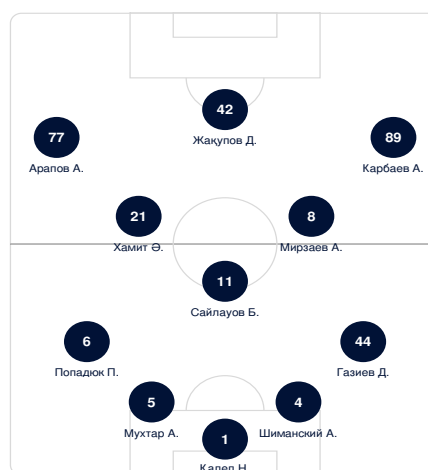 42
Жақупов Д.
77
Арапов А.
89
Карбаев А.
21
Хамит Ә.
8
Мирзаев А.
11
Сайлауов Б.
6
Попадюк П.
44
Газиев Д.
5
Мухтар А.
4
Шиманский А.
1